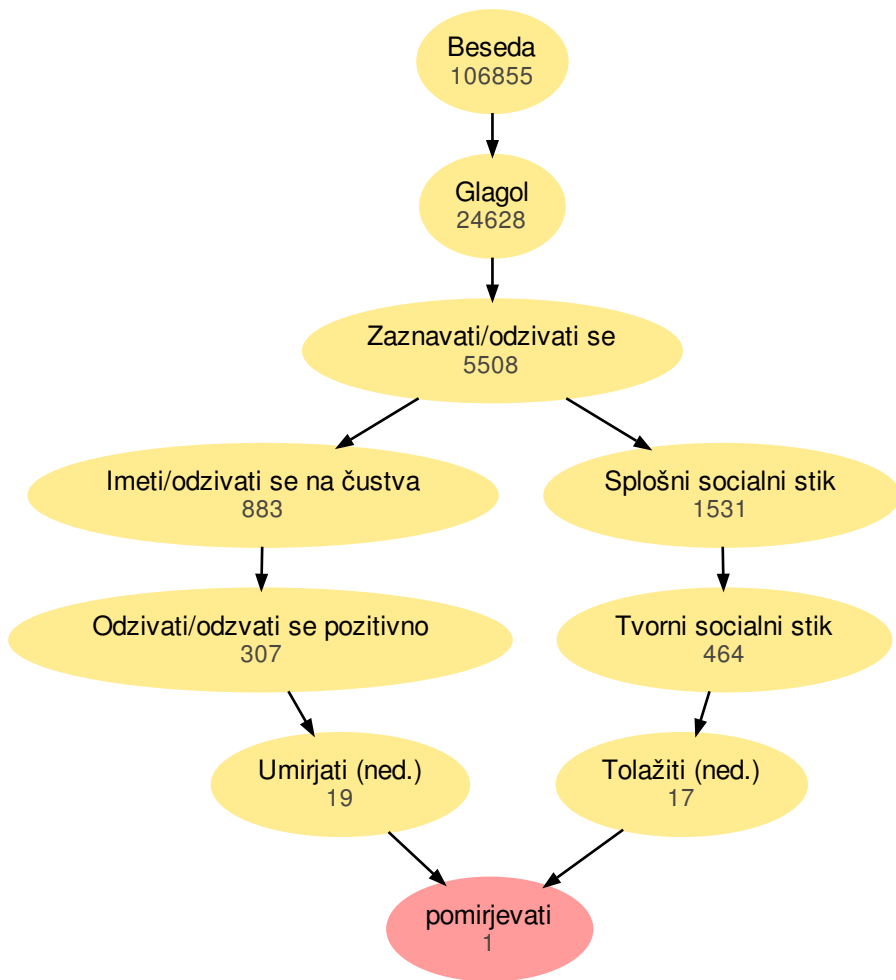 Beseda
106855
Glagol
24628
Zaznavati/odzivati se
5508
Imeti/odzivati se na čustva
883
Splošni socialni stik
1531
Odzivati/odzvati se pozitivno
307
Tvorni socialni stik
464
Umirjati (ned.)
19
Tolažiti (ned.)
17
pomirjevati
1